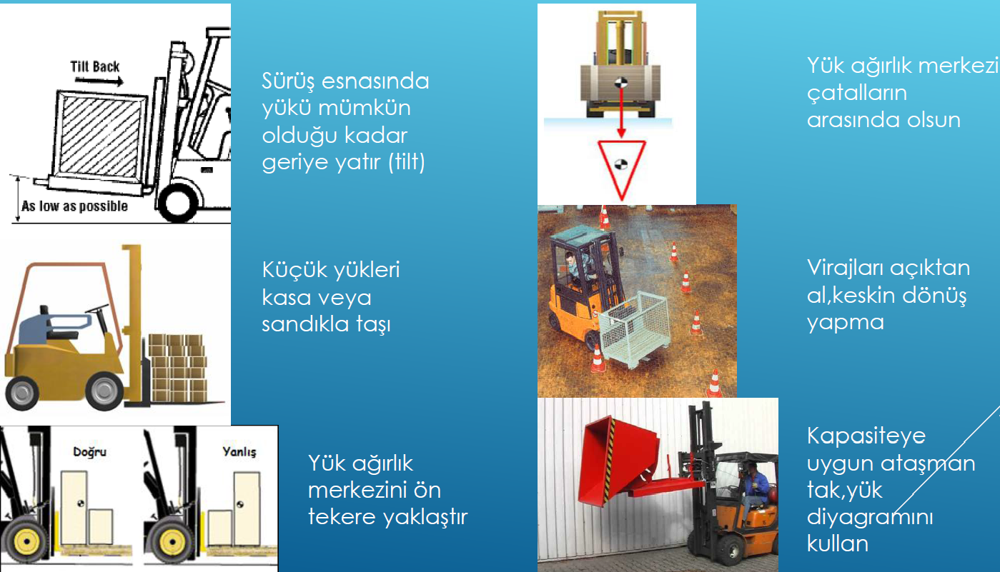 Tilt Back
As low as possible
Sürüş esnasında
yükü mümkün
olduğu kadar
geriye yatır (tilt)
Küçük yükleri
kasa veya
sandıkla taşı
Doğru
Yanlış
Yük ağırlık
merkezini ön
tekere yaklaştır
Yük ağırlık merkezi
çatalların
arasında olsun
Virajları açıktan
al,keskin dönüş
yapma
Kapasiteye
uygun ataşman
tak,yük
diyagramını
kullan